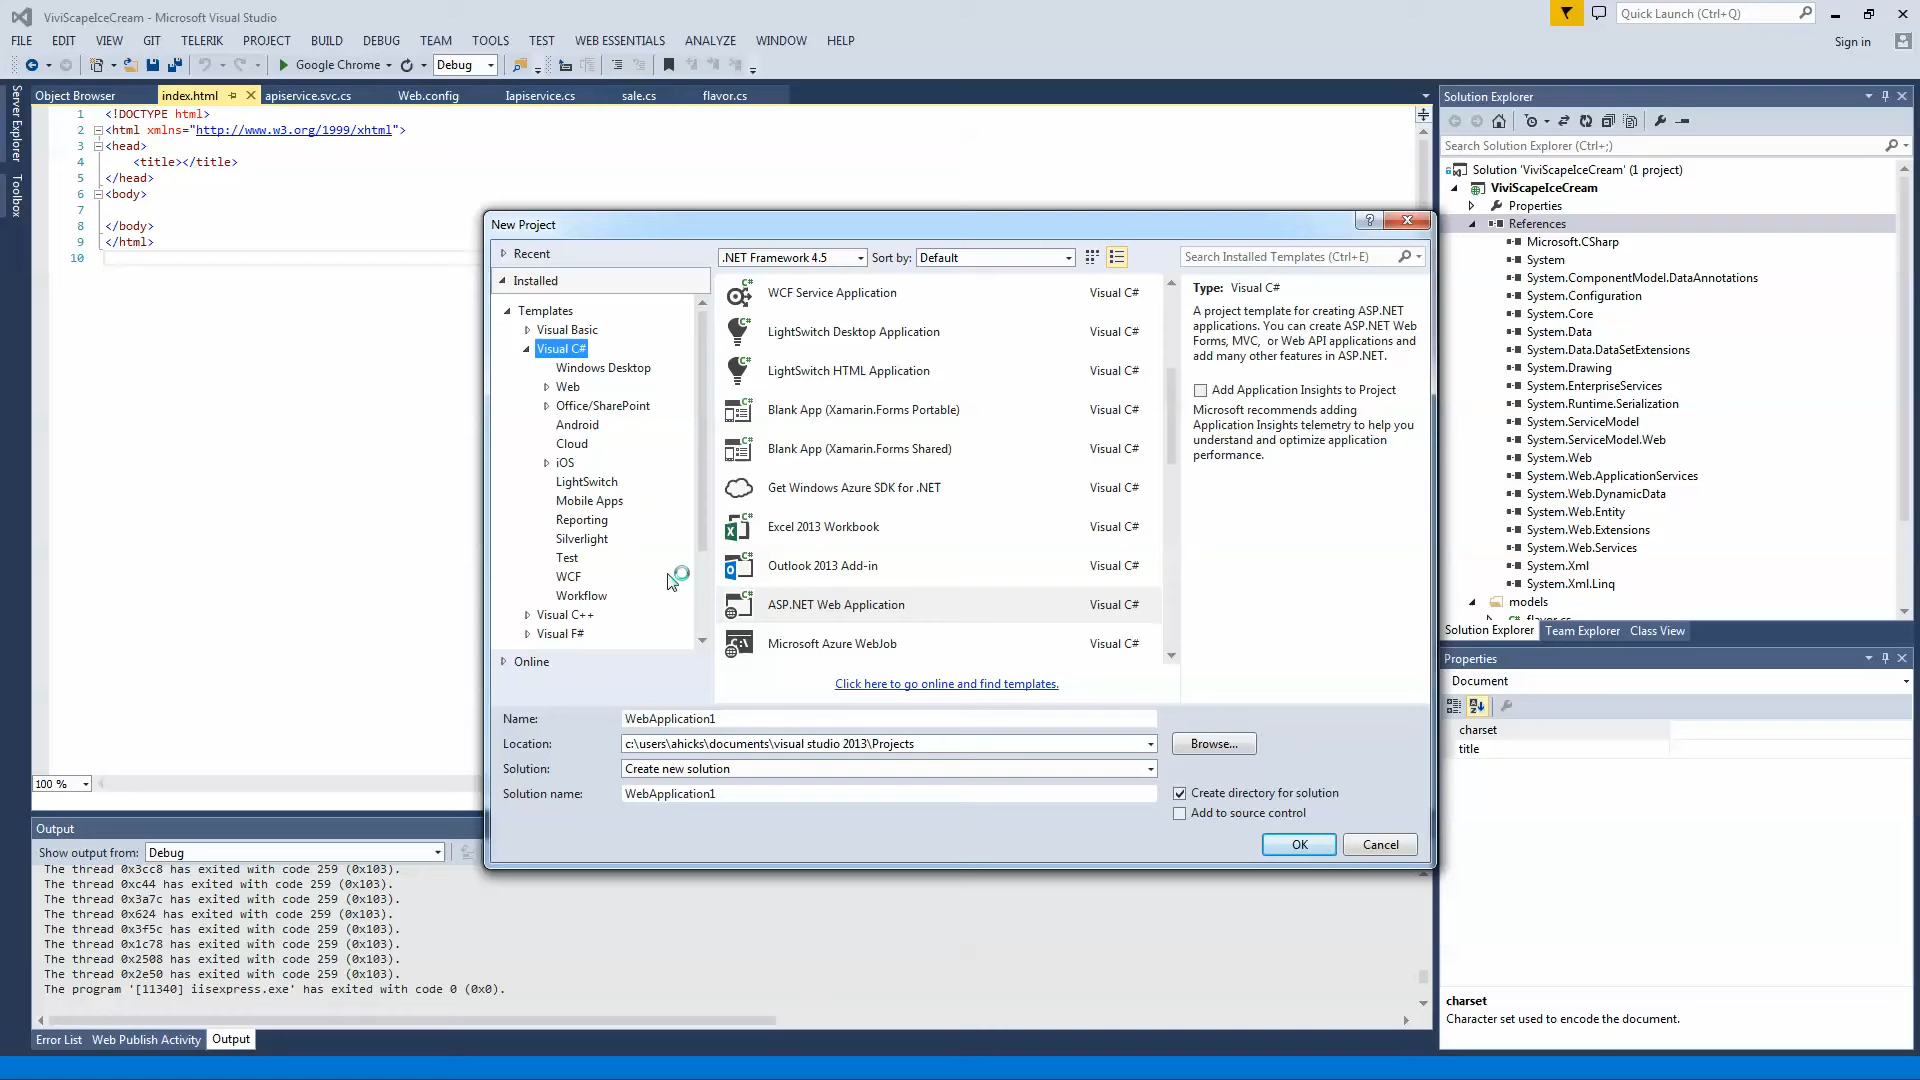 ViviScapeIceCream - Microsoft Visual Studio
Quick Launch (Ctrl+Q)
FILE EDIT VIEW GIT TELERIK PROJECT BUILD DEBUG TEAM TOOLS TEST WEB ESSENTIALS ANALYZE WINDOW HELP
Sign in
Google Chrome
Debug
Server Explorer
Toolbox
Object Browser index.html apiservice.svc.cs Web.config Iapiservice.cs sale.cs flavor.cs
1 <!DOCTYPE html>
2 <html xmlns="http://www.w3.org/1999/xhtml">
3 <head>
4 <title></title>
5 </head>
6 <body>
7
8 </body>
9 </html>
10
100 %
New Project
Recent
Installed
Templates
Visual Basic
Visual C#
Windows Desktop
Web
Office/SharePoint
Android
Cloud
iOS
LightSwitch
Mobile Apps
Reporting
Silverlight
Test
WCF
Workflow
Visual C++
Visual F#
Online
.NET Framework 4.5
Sort by: Default
Search Installed Templates (Ctrl+E)
WCF Service Application Visual C#
LightSwitch Desktop Application Visual C#
LightSwitch HTML Application Visual C#
Blank App (Xamarin.Forms Portable) Visual C#
Blank App (Xamarin.Forms Shared) Visual C#
Get Windows Azure SDK for .NET Visual C#
Excel 2013 Workbook Visual C#
Outlook 2013 Add-in Visual C#
ASP.NET Web Application Visual C#
Microsoft Azure WebJob Visual C#
Click here to go online and find templates.
Type: Visual C#
A project template for creating ASP.NET
applications. You can create ASP.NET Web
Forms, MVC, or Web API applications and
add many other features in ASP.NET.
Add Application Insights to Project
Microsoft recommends adding
Application Insights telemetry to help you
understand and optimize application
performance.
Name: WebApplication1
Location: c:\users\ahicks\documents\visual studio 2013\Projects
Browse...
Solution: Create new solution
Solution name: WebApplication1
Create directory for solution
Add to source control
OK
Cancel
Solution Explorer
Search Solution Explorer (Ctrl+;)
Solution 'ViviScapeIceCream' (1 project)
ViviScapeIceCream
Properties
References
Microsoft.CSharp
System
System.ComponentModel.DataAnnotations
System.Configuration
System.Core
System.Data
System.Data.DataSetExtensions
System.Drawing
System.EnterpriseServices
System.Runtime.Serialization
System.ServiceModel
System.ServiceModel.Web
System.Web
System.Web.ApplicationServices
System.Web.DynamicData
System.Web.Entity
System.Web.Extensions
System.Web.Services
System.Xml
System.Xml.Linq
models
flavor.cs
Solution Explorer Team Explorer Class View
Properties
Document
charset
title
charset
Character set used to encode the document.
Output
Show output from: Debug
The thread 0x3cc8 has exited with code 259 (0x103).
The thread 0xc44 has exited with code 259 (0x103).
The thread 0x3a7c has exited with code 259 (0x103).
The thread 0x624 has exited with code 259 (0x103).
The thread 0x3f5c has exited with code 259 (0x103).
The thread 0x1c78 has exited with code 259 (0x103).
The thread 0x2508 has exited with code 259 (0x103).
The thread 0x2e50 has exited with code 259 (0x103).
The program '[11340] iisexpress.exe' has exited with code 0 (0x0).
Error List Web Publish Activity Output